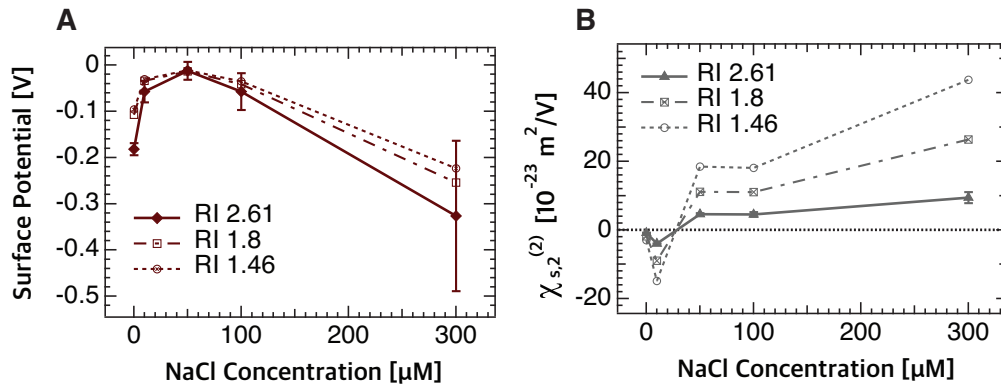 A
Surface Potential [V]
0
-0.1
-0.2
-0.3
-0.4
-0.5
RI 2.61
RI 1.8
RI 1.46
0
100
200
300
NaCl Concentration [µM]
B
χ s,2 (2) [10-23 m2/V]
40
20
0
-20
RI 2.61
RI 1.8
RI 1.46
0
100
200
300
NaCl Concentration [µM]